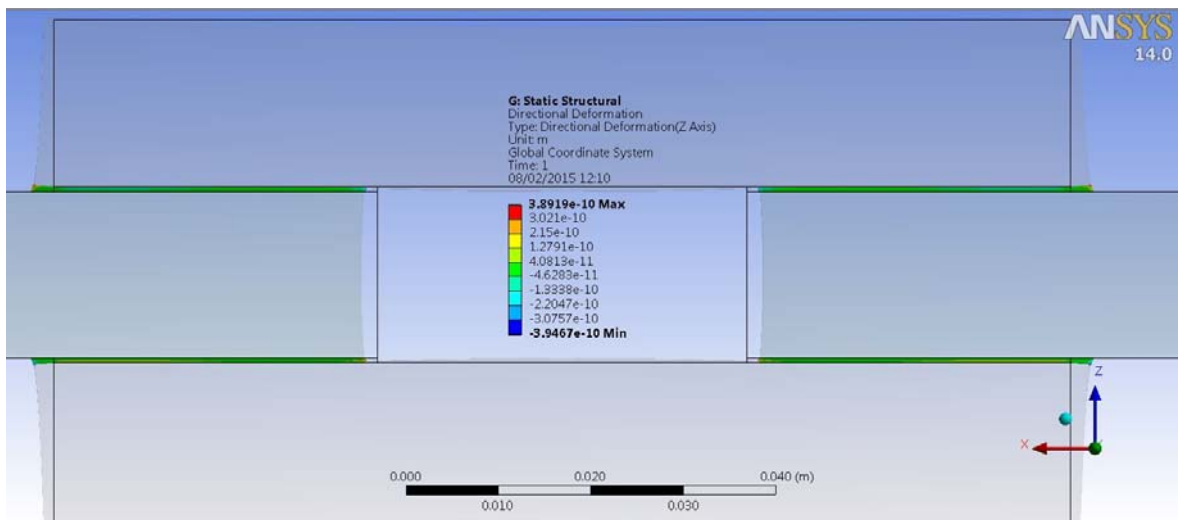 ANSYS
14.0
G: Static Structural
Directional Deformation
Type: Directional Deformation(Z Axis)
Unit: m
Global Coordinate System
Time: 1
08/02/2015 12:10
3.8919e-10 Max
3.021e-10
2.15e-10
1.2791e-10
4.0813e-11
-4.6283e-11
-1.3338e-10
-2.2047e-10
-3.0757e-10
-3.9467e-10 Min
Z
X
0.000 0.020 0.040 (m)
0.010 0.030